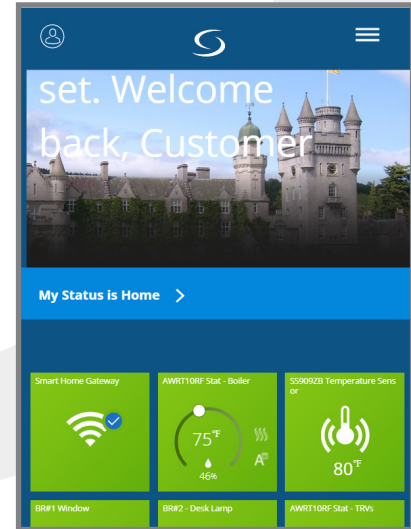 set. Welcome
back, Customer
My Status is Home
Smart Home Gateway
AWRT10RF Stat - Boiler
SS909ZB Temperature Sens
or
75°F
46%
A
80°F
BR#1 Window
BR#2 - Desk Lamp
AWRT10RF Stat - TRVs